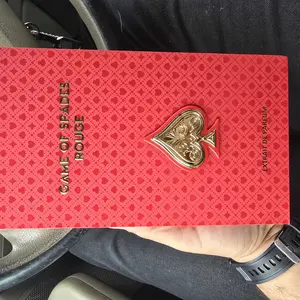 GAME OF SPADES
ROUGE
EXTRAIT DE PARFUM